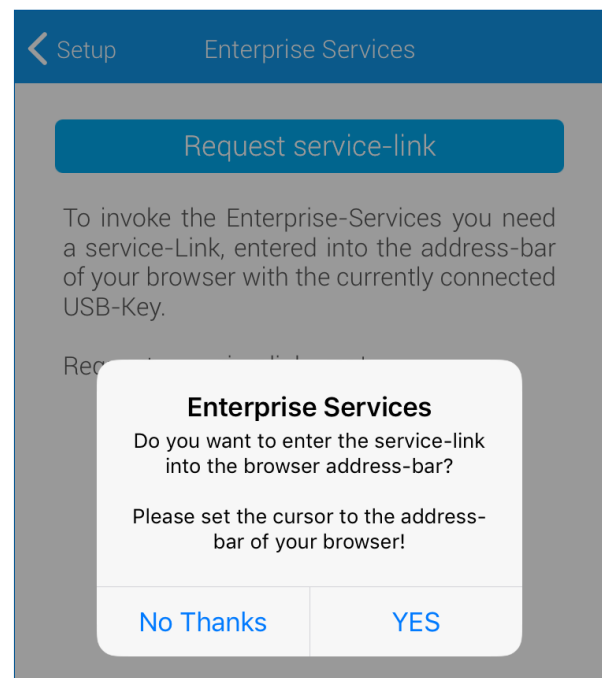 Setup
Enterprise Services
Request service-link
To invoke the Enterprise-Services you need
a service-Link, entered into the address-bar
of your browser with the currently connected
USB-Key.
Enterprise Services
Do you want to enter the service-link
into the browser address-bar?
Please set the cursor to the address-
bar of your browser!
No Thanks
YES